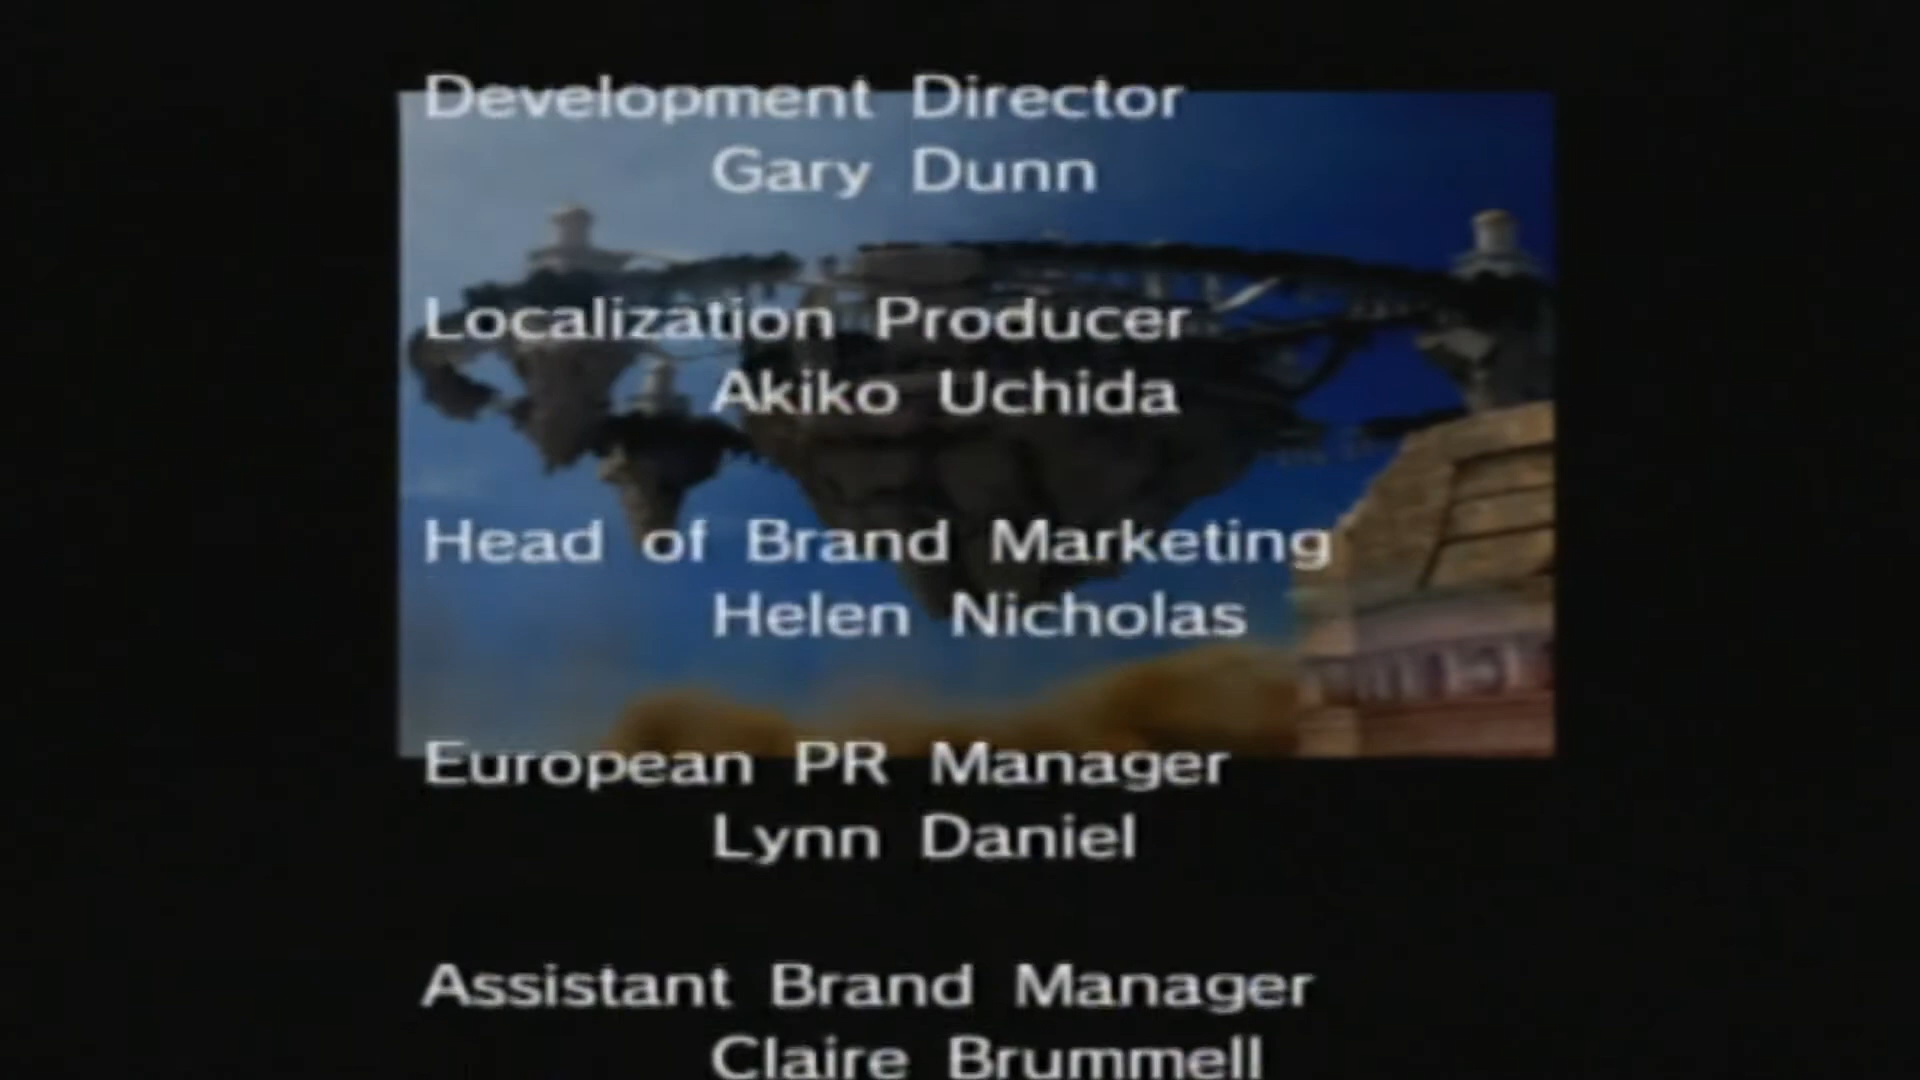 Development Director
Gary Dunn
Localization Producer
Akiko Uchida
Head of Brand Marketing
Helen Nicholas
European PR Manager
Lynn Daniel
Assistant Brand Manager
Claire Brummell